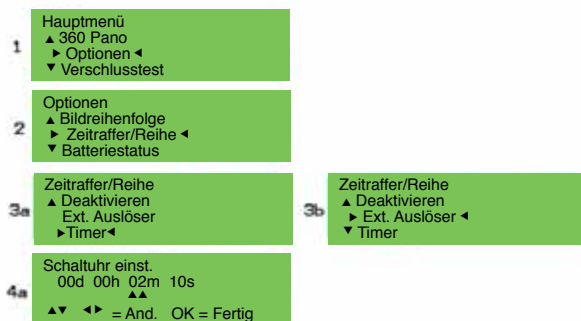 1
Hauptmenü
▲ 360 Pano
▶ Optionen ◀
▼ Verschlusstest
2
Optionen
▲ Bildreihenfolge
▶ Zeitraffer/Reihe ◀
▼ Batteriestatus
3a
Zeitraffer/Reihe
▲ Deaktivieren
Ext. Auslöser
▶Timer◀
3b
Zeitraffer/Reihe
▲ Deaktivieren
▶ Ext. Auslöser ◀
▼ Timer
4a
Schaltuhr einst.
00d 00h 02m 10s
▲▲
▲▼ ◀▶ = And. OK = Fertig